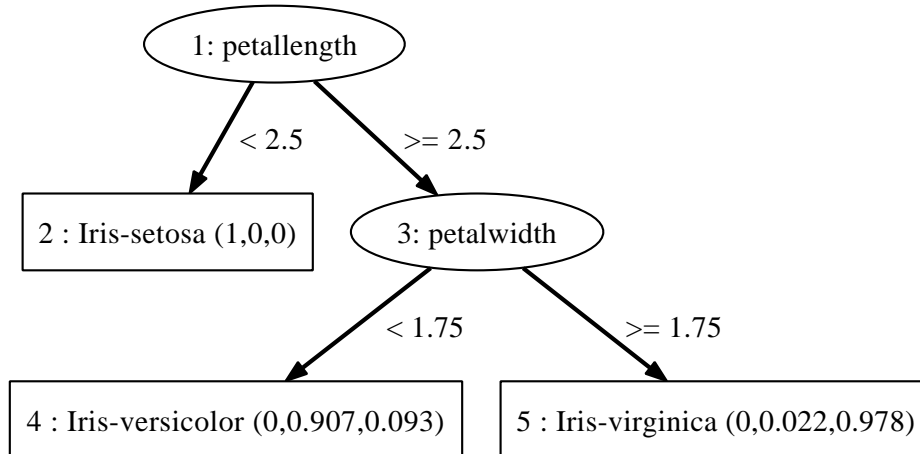 1: petallength
< 2.5
>= 2.5
2 : Iris-setosa (1,0,0)
3: petalwidth
< 1.75
>= 1.75
4 : Iris-versicolor (0,0.907,0.093)
5 : Iris-virginica (0,0.022,0.978)